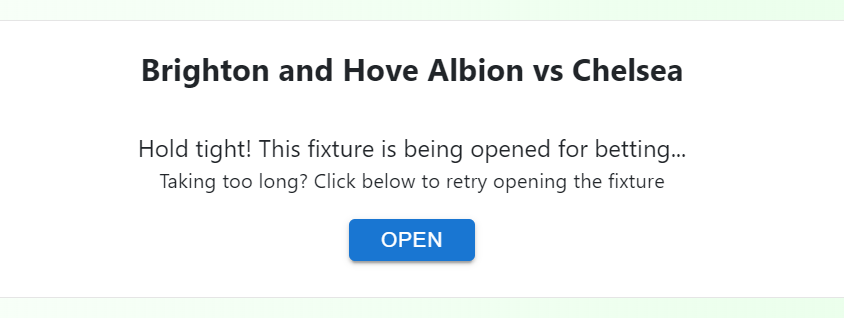 Brighton and Hove Albion vs Chelsea
Hold tight! This fixture is being opened for betting...
Taking too long? Click below to retry opening the fixture
OPEN